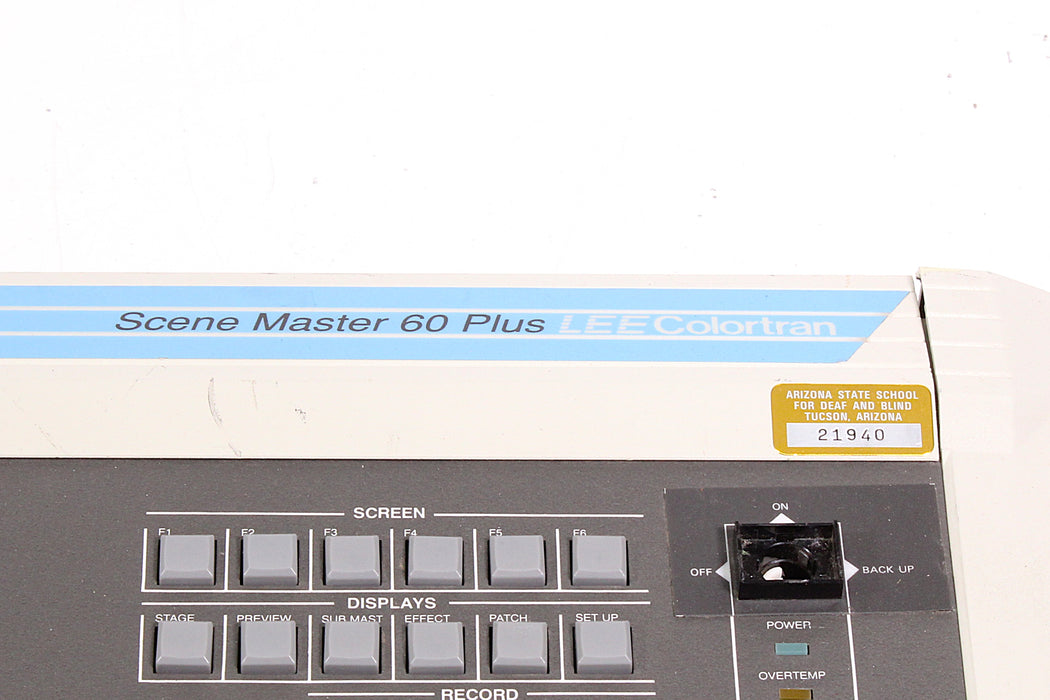 Scene Master 60 Plus LEE Colortran
ARIZONA STATE SCHOOL
FOR DEAF AND BLIND
TUCSON, ARIZONA
21940
SCREEN
F1 F2 F3 F4 F5 F6
DISPLAYS
STAGE PREVIEW SUB MAST EFFECT PATCH SET UP
RECORD
ON
OFF BACK UP
POWER
OVERTEMP